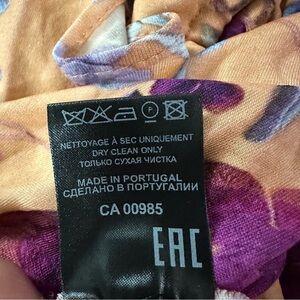 NETTOYAGE À SEC UNIQUEMENT
DRY CLEAN ONLY
ТОЛЬКО СУХАЯ ЧИСТКА
MADE IN PORTUGAL
СДЕЛАНО В ПОРТУГАЛИИ
CA 00985
EAC